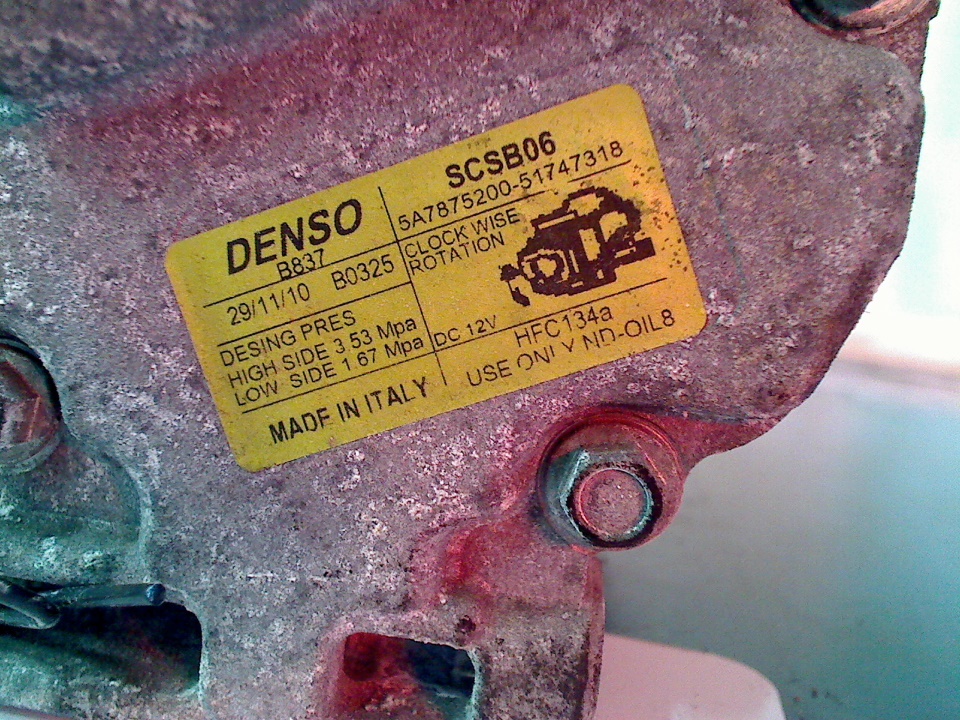 DENSO
B837
29/11/10 B0325
DESING PRES
HIGH SIDE 3.53 Mpa
LOW SIDE 1.67 Mpa
MADE IN ITALY
SCSB06
5A7875200-51747318
CLOCK WISE
ROTATION
DC 12V HFC134a
USE ONLY ND-OIL8